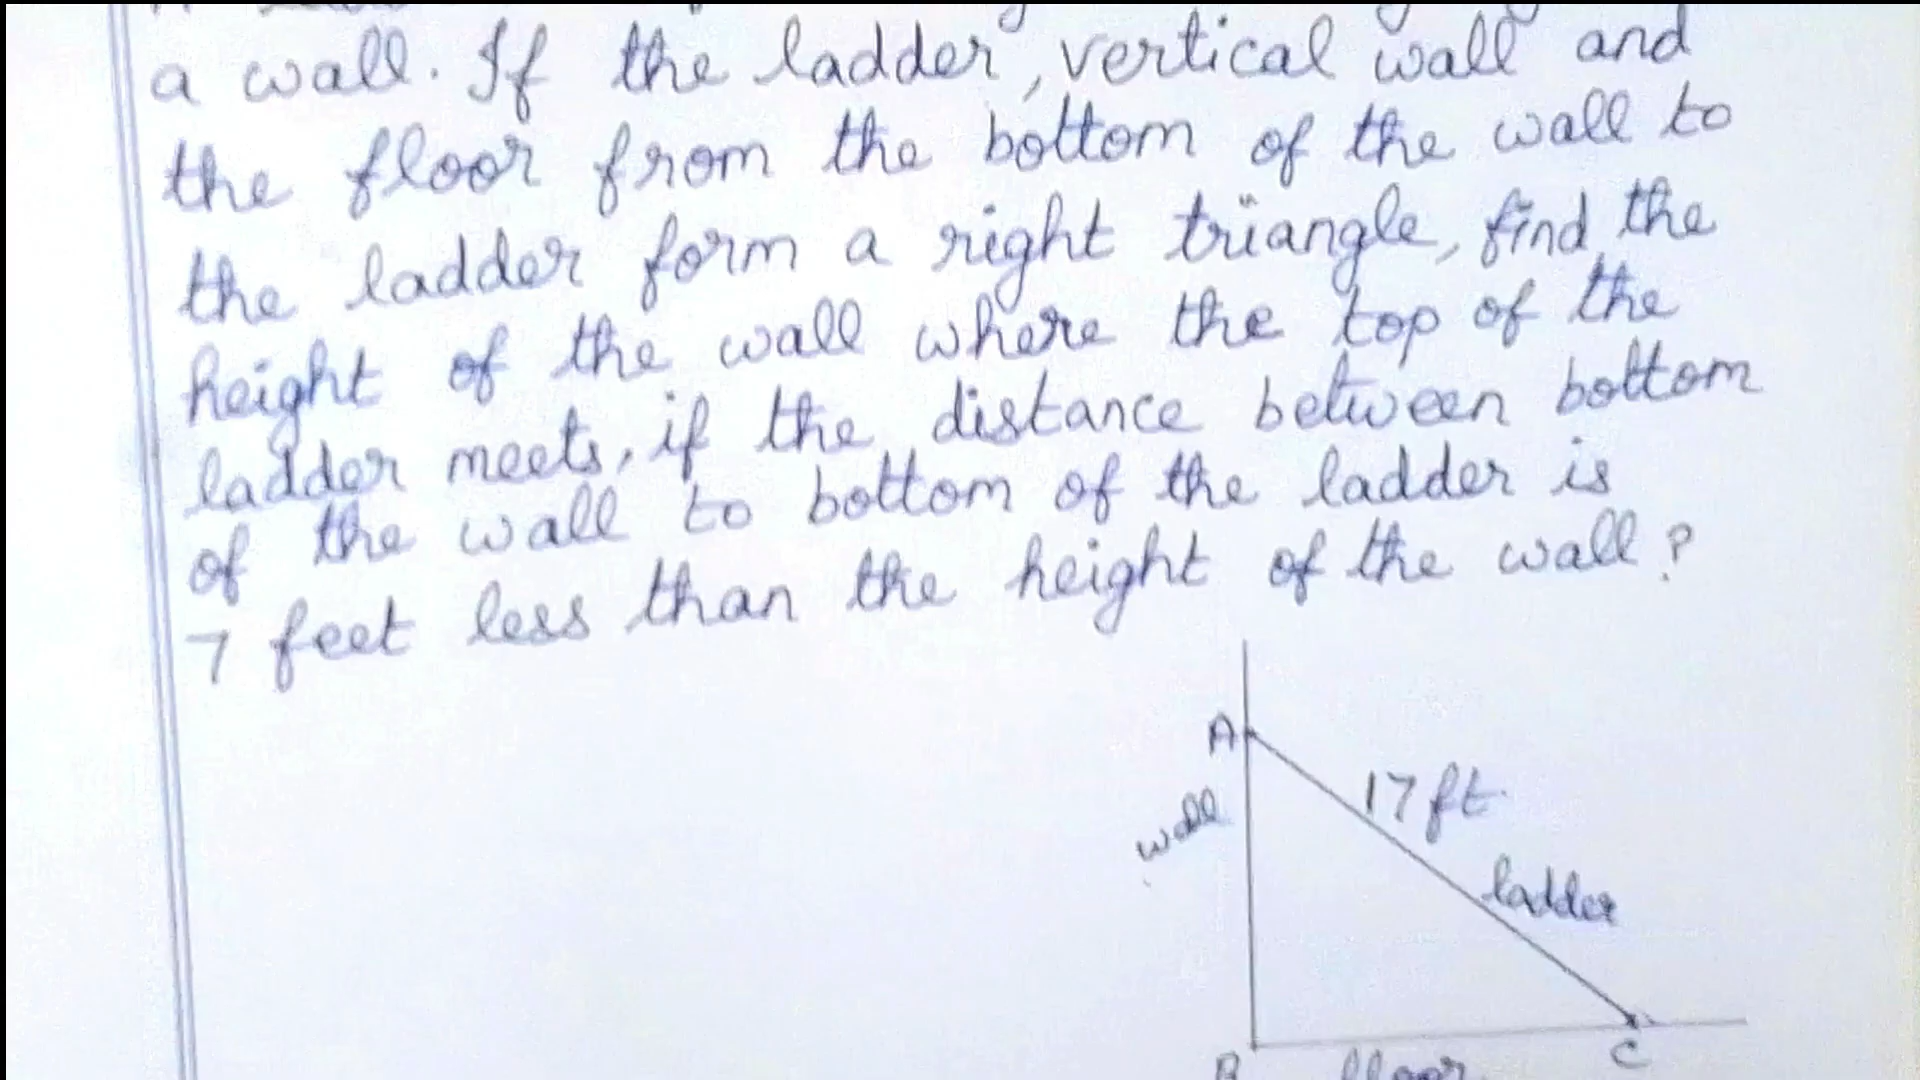 a wall. If the ladder, vertical wall and
the floor from the bottom of the wall to
the ladder form a right triangle, find the
height of the wall where the top of the
ladder meets, if the distance between bottom
of the wall to bottom of the ladder is
7 feet less than the height of the wall?
A
17 ft.
wall
ladder
B floor C